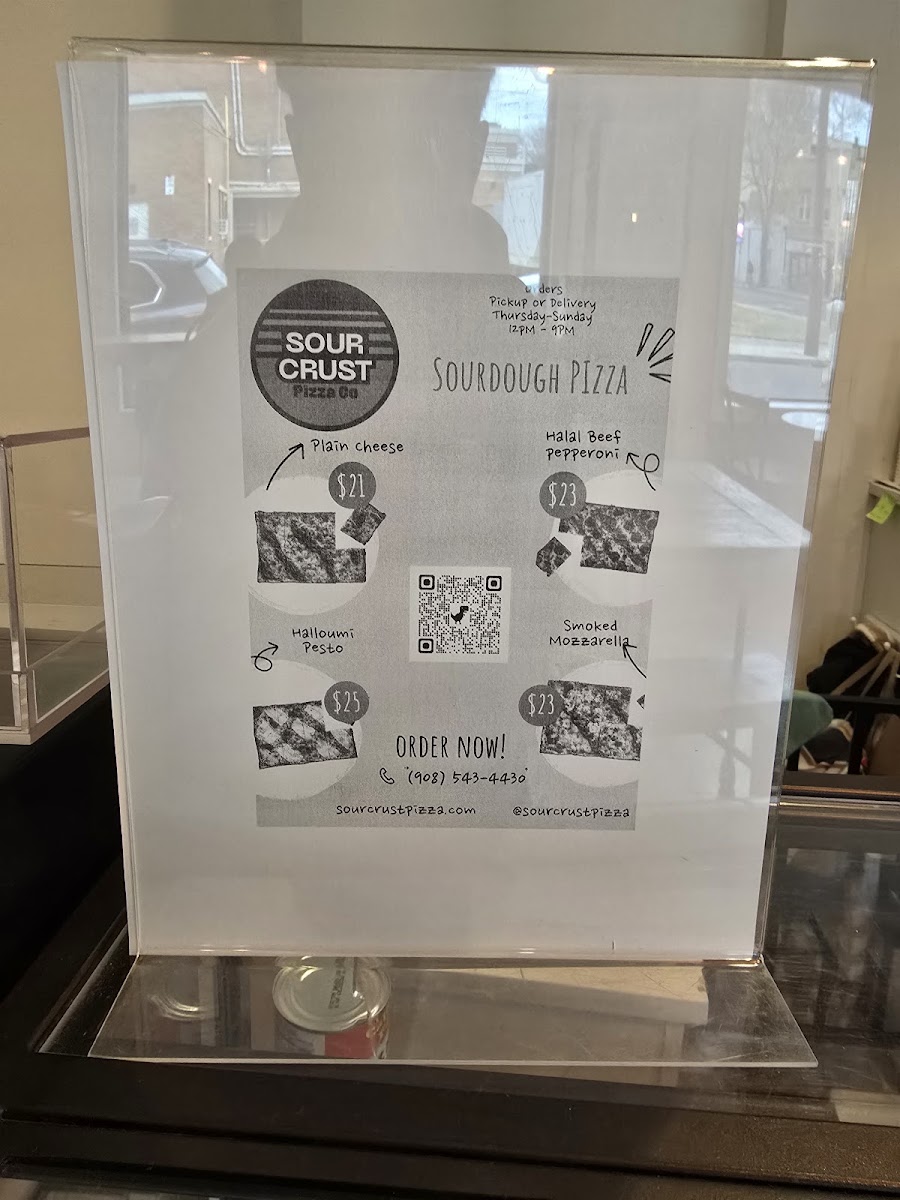 SOUR
CRUST
Pizza Co
Pickup or Delivery
Thursday-Sunday
12PM - 9PM
SOURDOUGH PIZZA
Plain cheese
$21
Halal Beef
pepperoni
$23
Halloumi
Pesto
$25
Smoked
Mozzarella
$23
ORDER NOW!
(908) 543-4430
sourcrustpizza.com
@sourcrustpizza